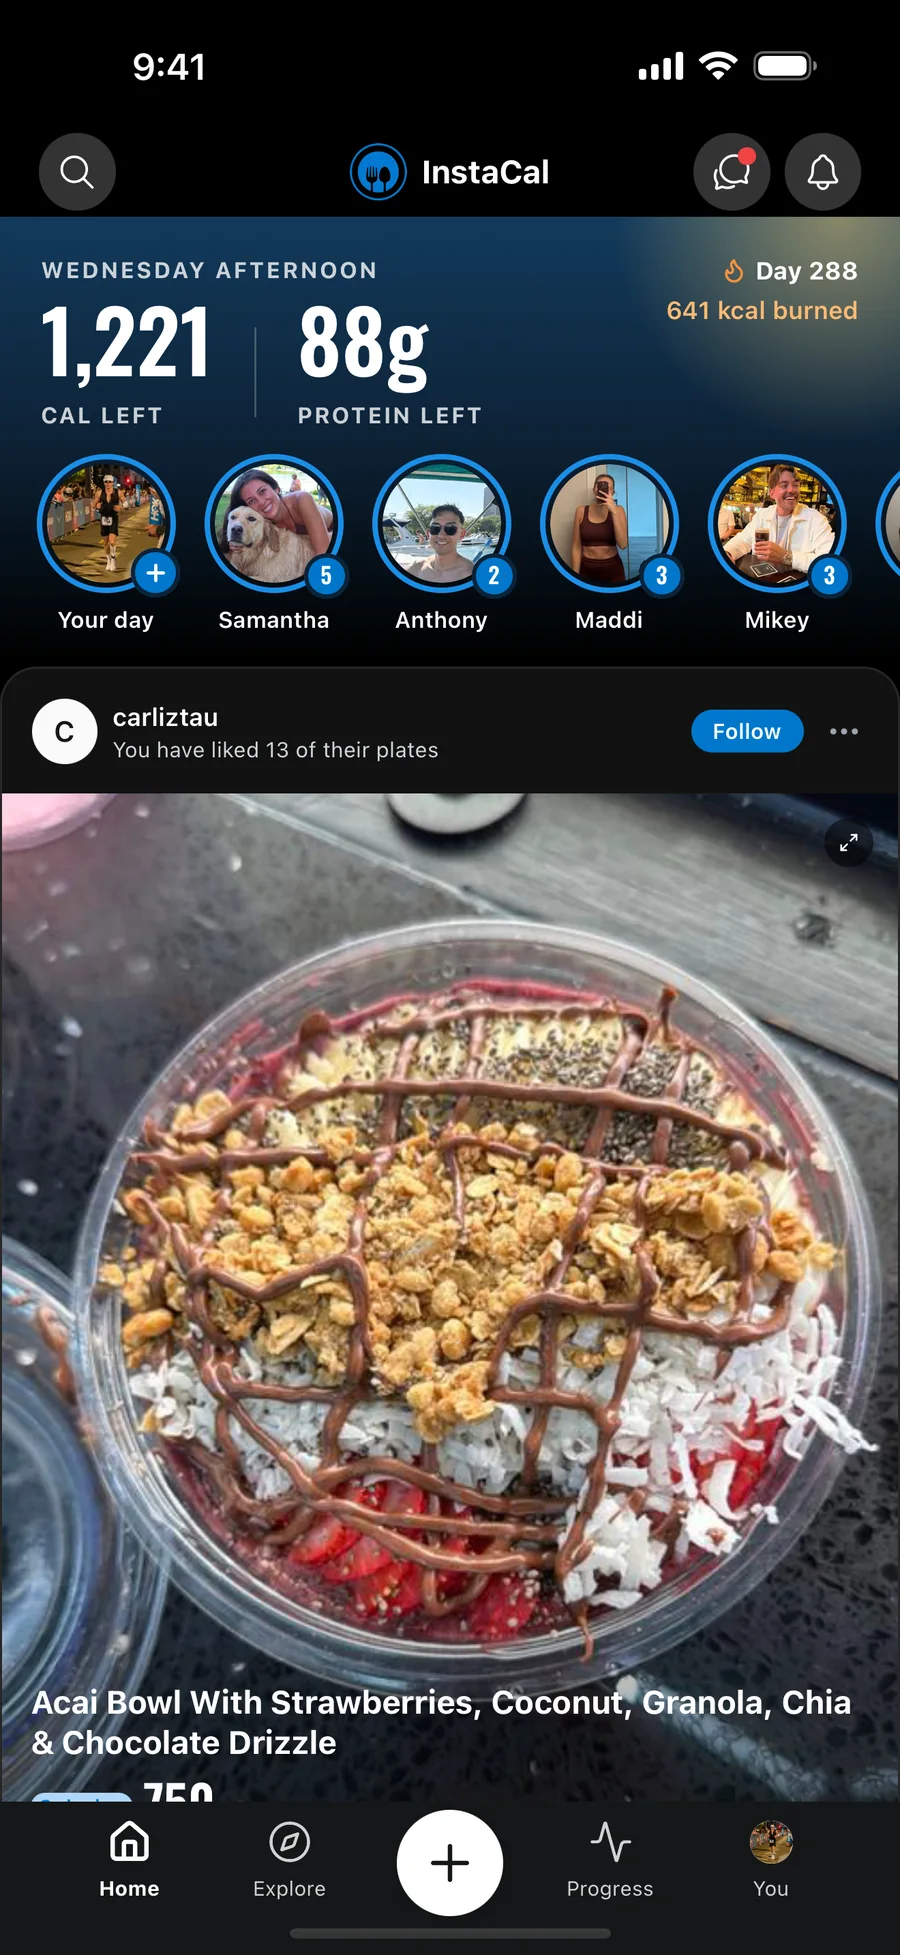 9:41
InstaCal
WEDNESDAY AFTERNOON
Day 288
641 kcal burned
1,221
88g
CAL LEFT
PROTEIN LEFT
5
2
3
3
Your day
Samantha
Anthony
Maddi
Mikey
C
carliztau
You have liked 13 of their plates
Follow
Acai Bowl With Strawberries, Coconut, Granola, Chia
& Chocolate Drizzle
750
Home
Explore
Progress
You